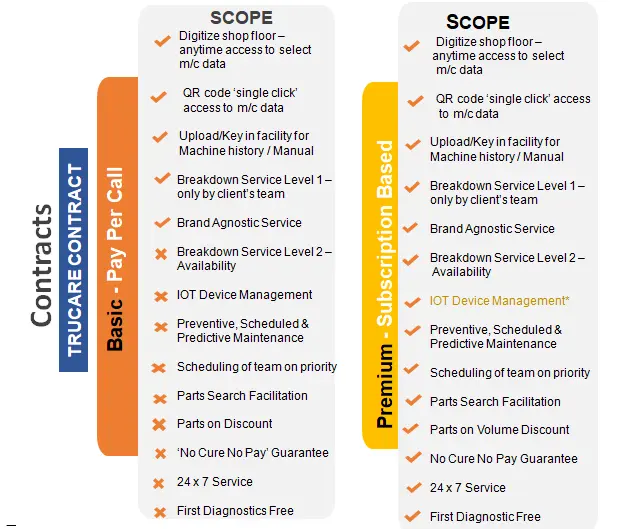 Contracts
TRUCARE CONTRACT
Basic - Pay Per Call
SCOPE
Digitize shop floor –
anytime access to select
m/c data
QR code ‘single click’
access to m/c data
Upload/Key in facility for
Machine history / Manual
Breakdown Service Level 1 –
only by client’s team
Brand Agnostic Service
Breakdown Service Level 2 –
Availability
IOT Device Management
Preventive, Scheduled &
Predictive Maintenance
Scheduling of team on priority
Parts Search Facilitation
Parts on Discount
‘No Cure No Pay’ Guarantee
24 x 7 Service
First Diagnostics Free
Premium - Subscription Based
SCOPE
Digitize shop floor –
anytime access to select
m/c data
QR code ‘single click’ access
to m/c data
Upload/Key in facility for
Machine history / Manual
Breakdown Service Level 1 –
only by client’s team
Brand Agnostic Service
Breakdown Service Level 2 –
Availability
IOT Device Management*
Preventive, Scheduled &
Predictive Maintenance
Scheduling of team on priority
Parts Search Facilitation
Parts on Volume Discount
No Cure No Pay Guarantee
24 x 7 Service
First Diagnostic Free